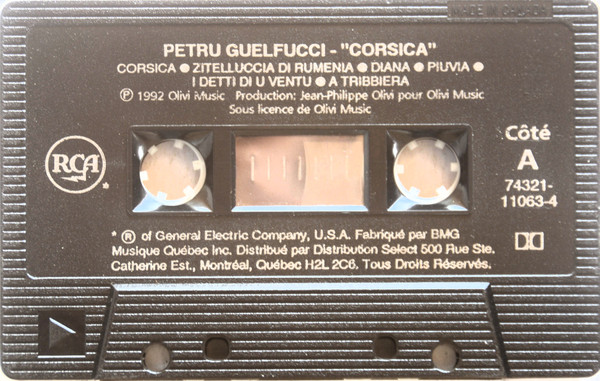 MADE IN CANADA
PETRU GUELFUCCI - "CORSICA"
CORSICA ● ZITELLUCCIA DI RUMENIA ● DIANA ● PIUVIA ●
I DETTI DI U VENTU ● A TRIBBIERA
Ⓟ 1992 Olivi Music Production: Jean-Philippe Olivi pour Olivi Music
Sous licence de Olivi Music
RCA *
Côté
A
74321-
11063-4
* ® of General Electric Company, U.S.A. Fabriqué par BMG
Musique Québec Inc. Distribué par Distribution Select 500 Rue Ste.
Catherine Est., Montréal, Québec H2L 2C6. Tous Droits Réservés.